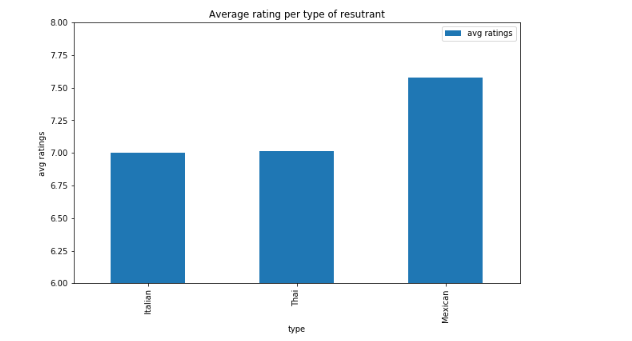 Average rating per type of resutrant
8.00
7.75
7.50
7.25
7.00
6.75
6.50
6.25
6.00
avg ratings
avg ratings
Italian
Thai
Mexican
type